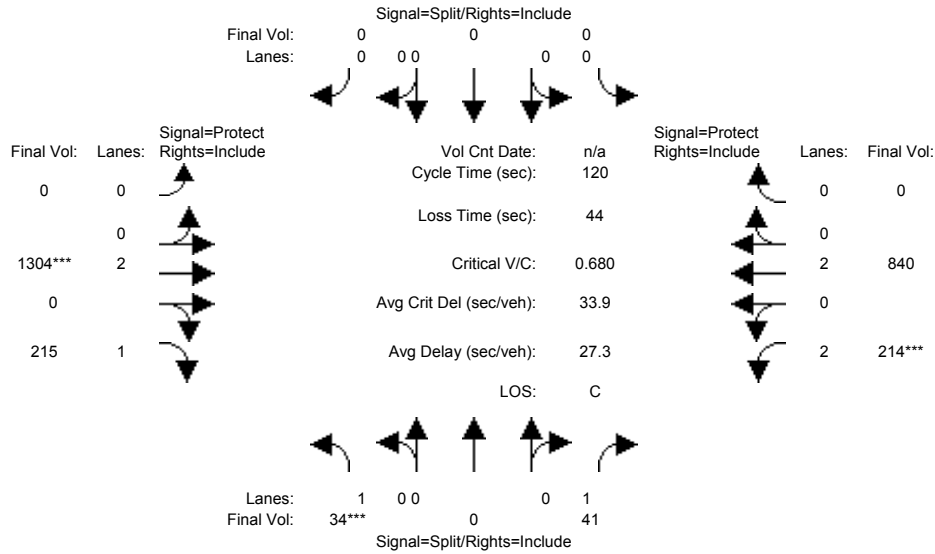 Signal=Split/Rights=Include
Final Vol: 0 0 0
Lanes: 0 0 0 0 0
Signal=Protect Signal=Protect
Final Vol: Lanes: Rights=Include Vol Cnt Date: n/a Rights=Include Lanes: Final Vol:
Cycle Time (sec): 120
0 0 0 0
Loss Time (sec): 44
0 0
1304*** 2 Critical V/C: 0.680 2 840
0 Avg Crit Del (sec/veh): 33.9 0
215 1 Avg Delay (sec/veh): 27.3 2 214***
LOS: C
Lanes: 1 0 0 0 1
Final Vol: 34*** 0 41
Signal=Split/Rights=Include